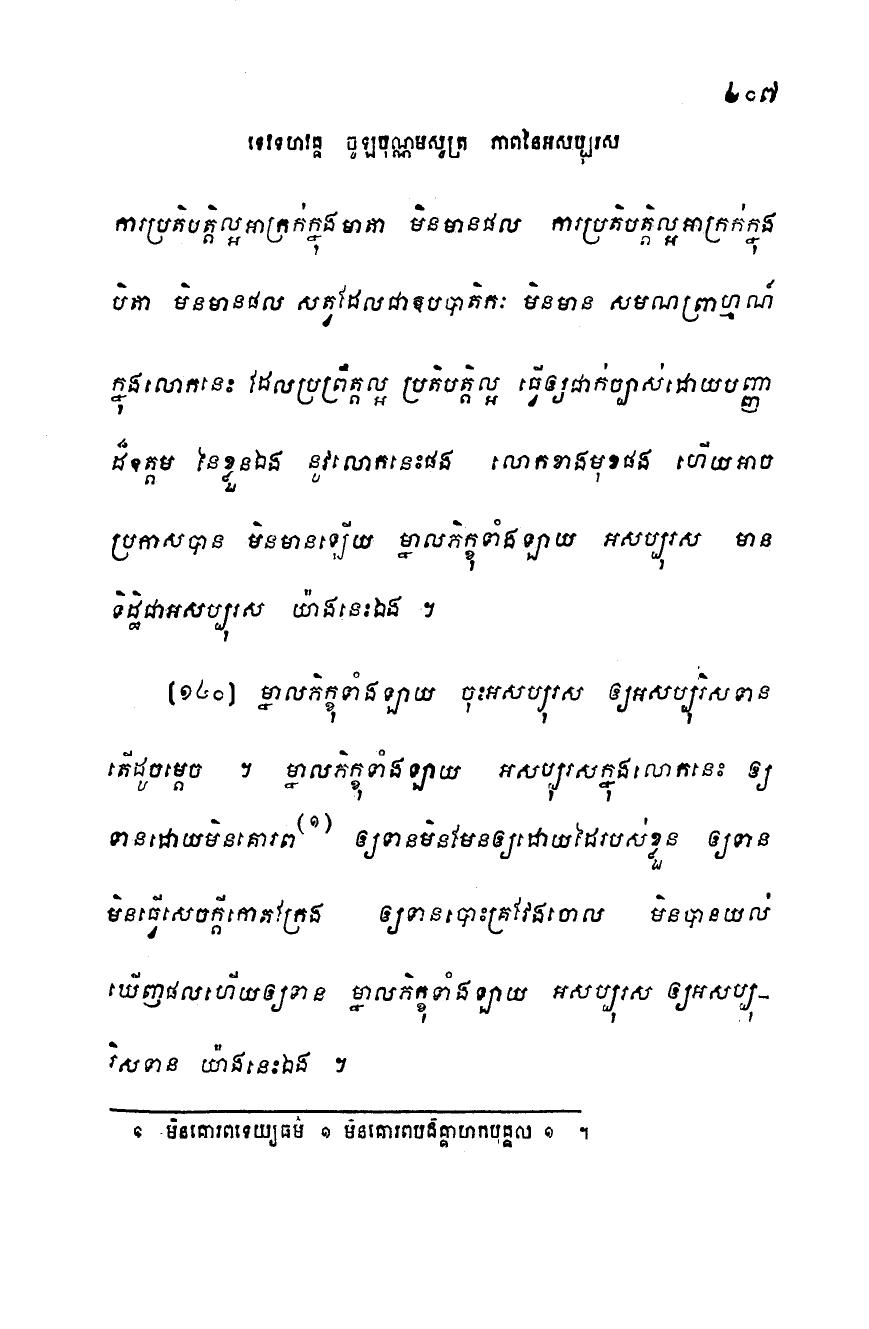 ៤០៧
ទេវទហវគ្គ ចូឡបុណ្ណមសូត្រ ភាពនៃអសប្បុរស
ការប្រតិបត្តិល្អអាក្រក់ក្នុងមាតា មិនមានផល ការប្រតិបត្តិល្អអាក្រក់ក្នុង
បិតា មិនមានផល សត្វដែលជាឧបបាតិកៈ មិនមាន សមណព្រាហ្មណ៍
ក្នុងលោកនេះ ដែលប្រព្រឹត្តល្អ ប្រតិបត្តិល្អ ធ្វើឲ្យជាក់ច្បាស់ដោយបញ្ញា
ដ៏ឧត្តម នៃខ្លួនឯង នូវលោកនេះផង លោកខាងមុខផង ហើយអាច
ប្រកាសបាន មិនមានឡើយ ម្នាលភិក្ខុទាំងឡាយ អសប្បុរស មាន
ទិដ្ឋិជាអសប្បុរស យ៉ាងនេះឯង ។
[១៤០] ម្នាលភិក្ខុទាំងឡាយ ចុះអសប្បុរស ឲ្យអសប្បុរិសទាន
តើដូចម្តេច ។ ម្នាលភិក្ខុទាំងឡាយ អសប្បុរសក្នុងលោកនេះ ឲ្យ
ទានដោយមិនគោរព(១) ឲ្យទានមិនមែនឲ្យដោយដៃរបស់ខ្លួន ឲ្យទាន
មិនធ្វើសេចក្តីកោតក្រែង ឲ្យទានបោះគ្រវែងចោល មិនបានយល់
ឃើញផលហើយឲ្យទាន ម្នាលភិក្ខុទាំងឡាយ អសប្បុរស ឲ្យអសប្បុ-
រិសទាន យ៉ាងនេះឯង ។
១ មិនគោរពទេយ្យធម៌ ១ មិនគោរពបដិគ្គាហកបុគ្គល ១ ។